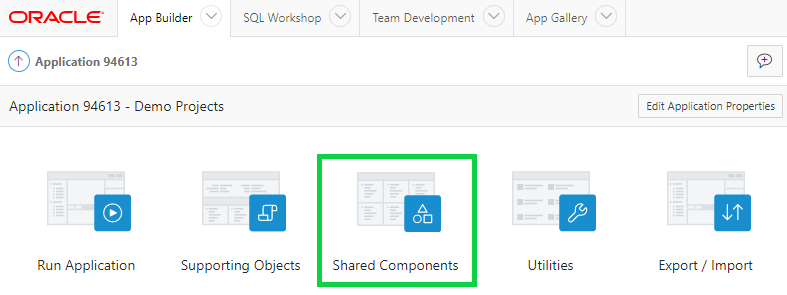 ORACLE App Builder SQL Workshop Team Development App Gallery
Application 94613
Application 94613 - Demo Projects Edit Application Properties
Run Application Supporting Objects Shared Components Utilities Export / Import